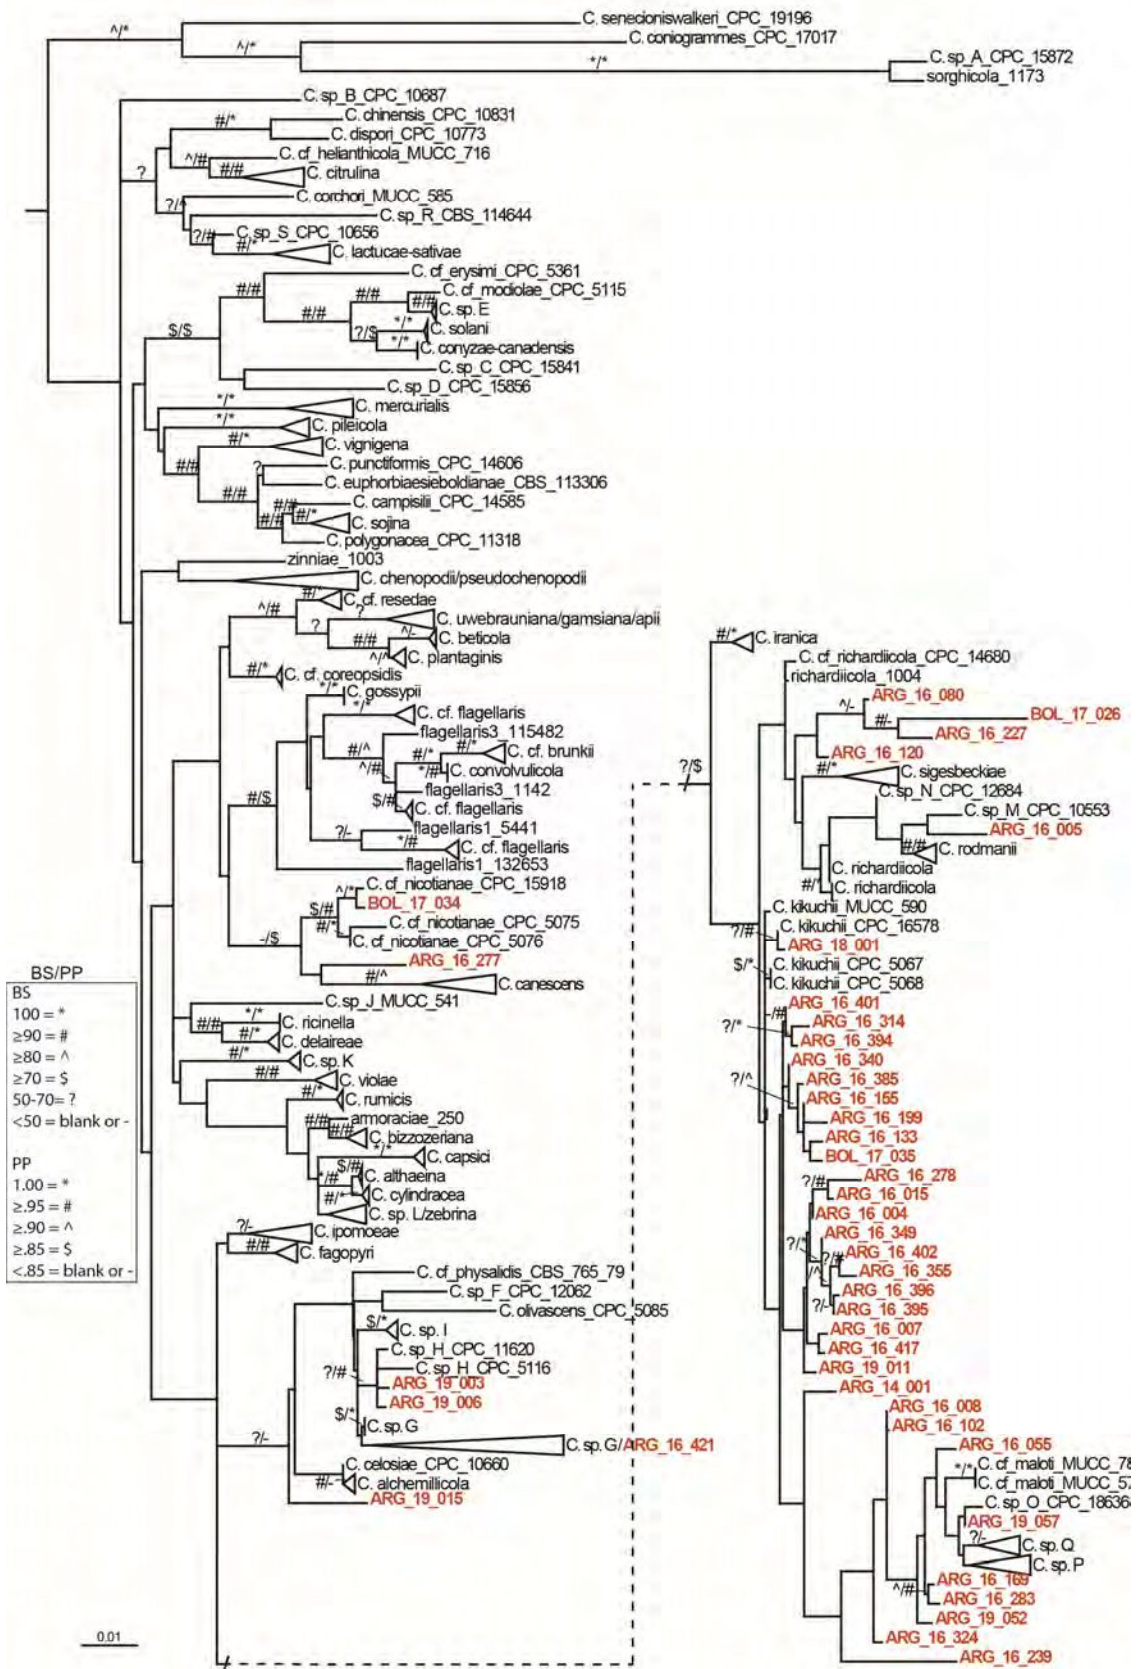 C. senecioniswalkeri_CPC_19196
^/*
C. coniogrammes_CPC_17017
^/*
C. sp_A_CPC_15872
*/*
sorghicola_1173
C. sp_B_CPC_10687
C. chinensis_CPC_10831
#/*
C. dispori_CPC_10773
C. cf_helianthicola_MUCC_716
^/#
#/#
C. citrulina
?
C. corchori_MUCC_585
?/^
C. sp_R_CBS_114644
?/#
C. sp_S_CPC_10656
#/*
C. lactucae-sativae
C. cf_erysimi_CPC_5361
#/#
C. cf_modiolae_CPC_5115
#/#
#/#
C. sp. E
#/#
*/*
C. solani
$/$
?/$
*/*
C. conyzae-canadensis
C. sp_C_CPC_15841
C. sp_D_CPC_15856
*/*
C. mercurialis
*/*
C. pileicola
#/*
C. vignigena
#/#
C. punctiformis_CPC_14606
?
C. euphorbiaesieboldianae_CBS_113306
#/#
#/#
C. campisilii_CPC_14585
#/#
#/*
C. sojina
C. polygonacea_CPC_11318
zinniae_1003
C. chenopodii/pseudochenopodii
C. cf. resedae
^/#
?
C. uwebrauniana/gamsiana/apii
?
#/#
^/-
C. beticola
^/^
C. plantaginis
#/*
C. cf. coreopsidis
*/*
C. gossypii
*/*
C. cf. flagellaris
flagellaris3_115482
#/^
#/*
#/*
C. cf. brunkii
^/#
*/#
C. convolvulicola
flagellaris3_1142
#/$
$/#
C. cf. flagellaris
flagellaris1_5441
?/-
*/#
C. cf. flagellaris
flagellaris1_132653
C. cf_nicotianae_CPC_15918
^/*
BOL_17_034
$/#
C. cf_nicotianae_CPC_5075
#/*
C. cf_nicotianae_CPC_5076
-/$
ARG_16_277
#/^
C. canescens
C. sp_J_MUCC_541
*/*
C. ricinella
#/#
#/*
C. delaireae
#/*
C. sp. K
#/#
C. violae
#/*
C. rumicis
armoraciae_250
#/#
#/#
C. bizzozeriana
*/*
C. capsici
$/#
C. althaeina
*/#
#/*
C. cylindracea
C. sp. L/zebrina
?/-
C. ipomoeae
#/#
C. fagopyri
C. cf_physalidis_CBS_765_79
C. sp_F_CPC_12062
C. olivascens_CPC_5085
$/*
C. sp. I
C. sp_H_CPC_11620
?/#
C. sp_H_CPC_5116
ARG_19_003
ARG_19_006
$/*
C. sp. G
?/-
C. sp. G/ARG_16_421
C. celosiae_CPC_10660
#/-
C. alchemillicola
ARG_19_015
0.01
BS/PP
BS
100 = *
≥90 = #
≥80 = ^
≥70 = $
50-70= ?
<50 = blank or -
PP
1.00 = *
≥.95 = #
≥.90 = ^
≥.85 = $
<.85 = blank or -
?/$
#/*
C. iranica
C. cf_richardiicola_CPC_14680
richardiicola_1004
ARG_16_080
^/-
BOL_17_026
#/-
ARG_16_227
ARG_16_120
#/*
C. sigesbeckiae
C. sp_N_CPC_12684
C. sp_M_CPC_10553
ARG_16_005
#/#
C. rodmanii
C. richardiicola
#/*
C. richardiicola
C. kikuchii_MUCC_590
C. kikuchii_CPC_16578
?/#
ARG_18_001
$/*
C. kikuchii_CPC_5067
C. kikuchii_CPC_5068
ARG_16_401
-/#
ARG_16_314
?/*
ARG_16_394
ARG_16_340
?/^
ARG_16_385
ARG_16_155
ARG_16_199
ARG_16_133
BOL_17_035
ARG_16_278
?/#
ARG_16_015
ARG_16_004
ARG_16_349
?/*
ARG_16_402
?/#
ARG_16_355
/^
ARG_16_396
?/-
ARG_16_395
ARG_16_007
ARG_16_417
ARG_19_011
ARG_14_001
ARG_16_008
ARG_16_102
ARG_16_055
*/*
C. cf_maloti_MUCC_78
C. cf_maloti_MUCC_57
C. sp_O_CPC_18636
ARG_19_057
?/-
C. sp. Q
C. sp. P
ARG_16_169
^/#
ARG_16_283
ARG_19_052
ARG_16_324
ARG_16_239